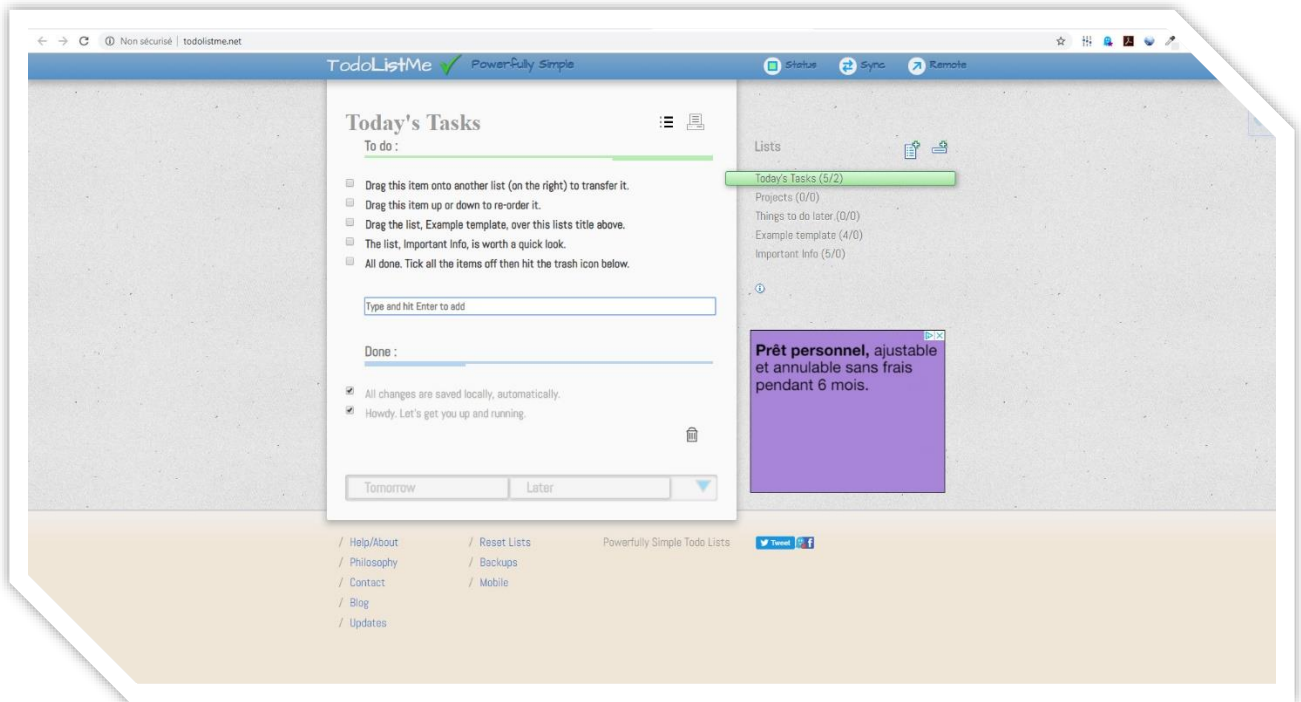 Non sécurisé | todolistme.net
TodoListMe Powerfully Simple
Status Sync Remote
Today's Tasks
To do :
Drag this item onto another list (on the right) to transfer it.
Drag this item up or down to re-order it.
Drag the list, Example template, over this lists title above.
The list, Important Info, is worth a quick look.
All done. Tick all the items off then hit the trash icon below.
Type and hit Enter to add
Done :
All changes are saved locally, automatically.
Howdy. Let's get you up and running.
Tomorrow Later
Lists
Today's Tasks (5/2)
Projects (0/0)
Things to do later (0/0)
Example template (4/0)
Important Info (5/0)
Prêt personnel, ajustable
et annulable sans frais
pendant 6 mois.
/ Help/About
/ Philosophy
/ Contact
/ Blog
/ Updates
/ Reset Lists
/ Backups
/ Mobile
Powerfully Simple Todo Lists
Tweet